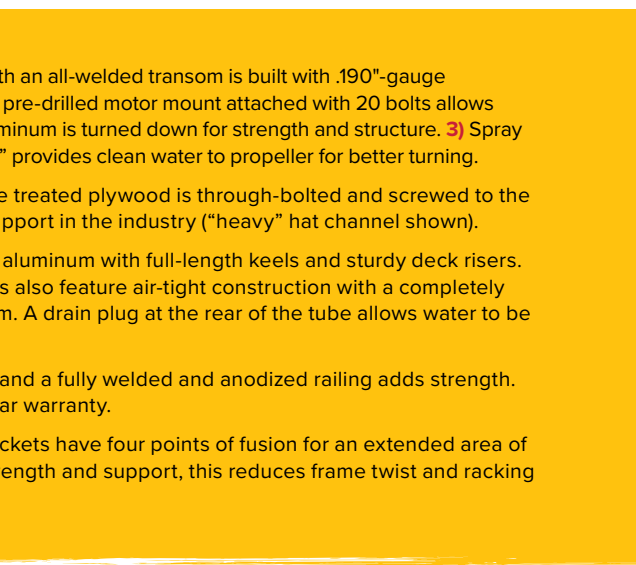 th an all-welded transom is built with .190"-gauge
pre-drilled motor mount attached with 20 bolts allows
minum is turned down for strength and structure. 3) Spray
” provides clean water to propeller for better turning.
e treated plywood is through-bolted and screwed to the
pport in the industry (“heavy” hat channel shown).
aluminum with full-length keels and sturdy deck risers.
s also feature air-tight construction with a completely
m. A drain plug at the rear of the tube allows water to be
and a fully welded and anodized railing adds strength.
ar warranty.
ckets have four points of fusion for an extended area of
rength and support, this reduces frame twist and racking